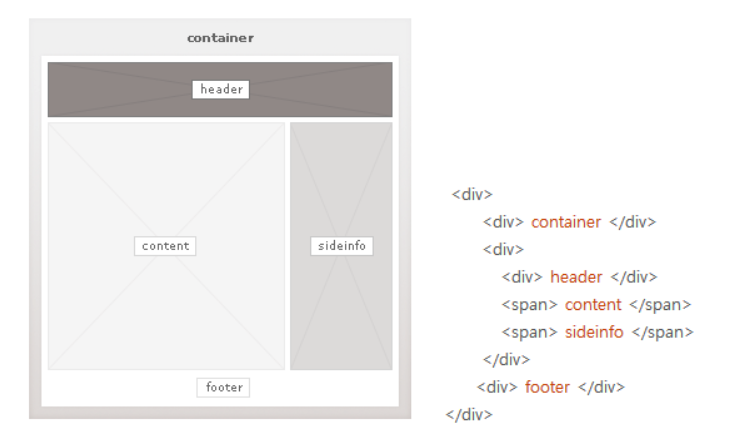 container
header
content
sideinfo
footer
<div>
<div> container </div>
<div>
<div> header </div>
<span> content </span>
<span> sideinfo </span>
</div>
<div> footer </div>
</div>